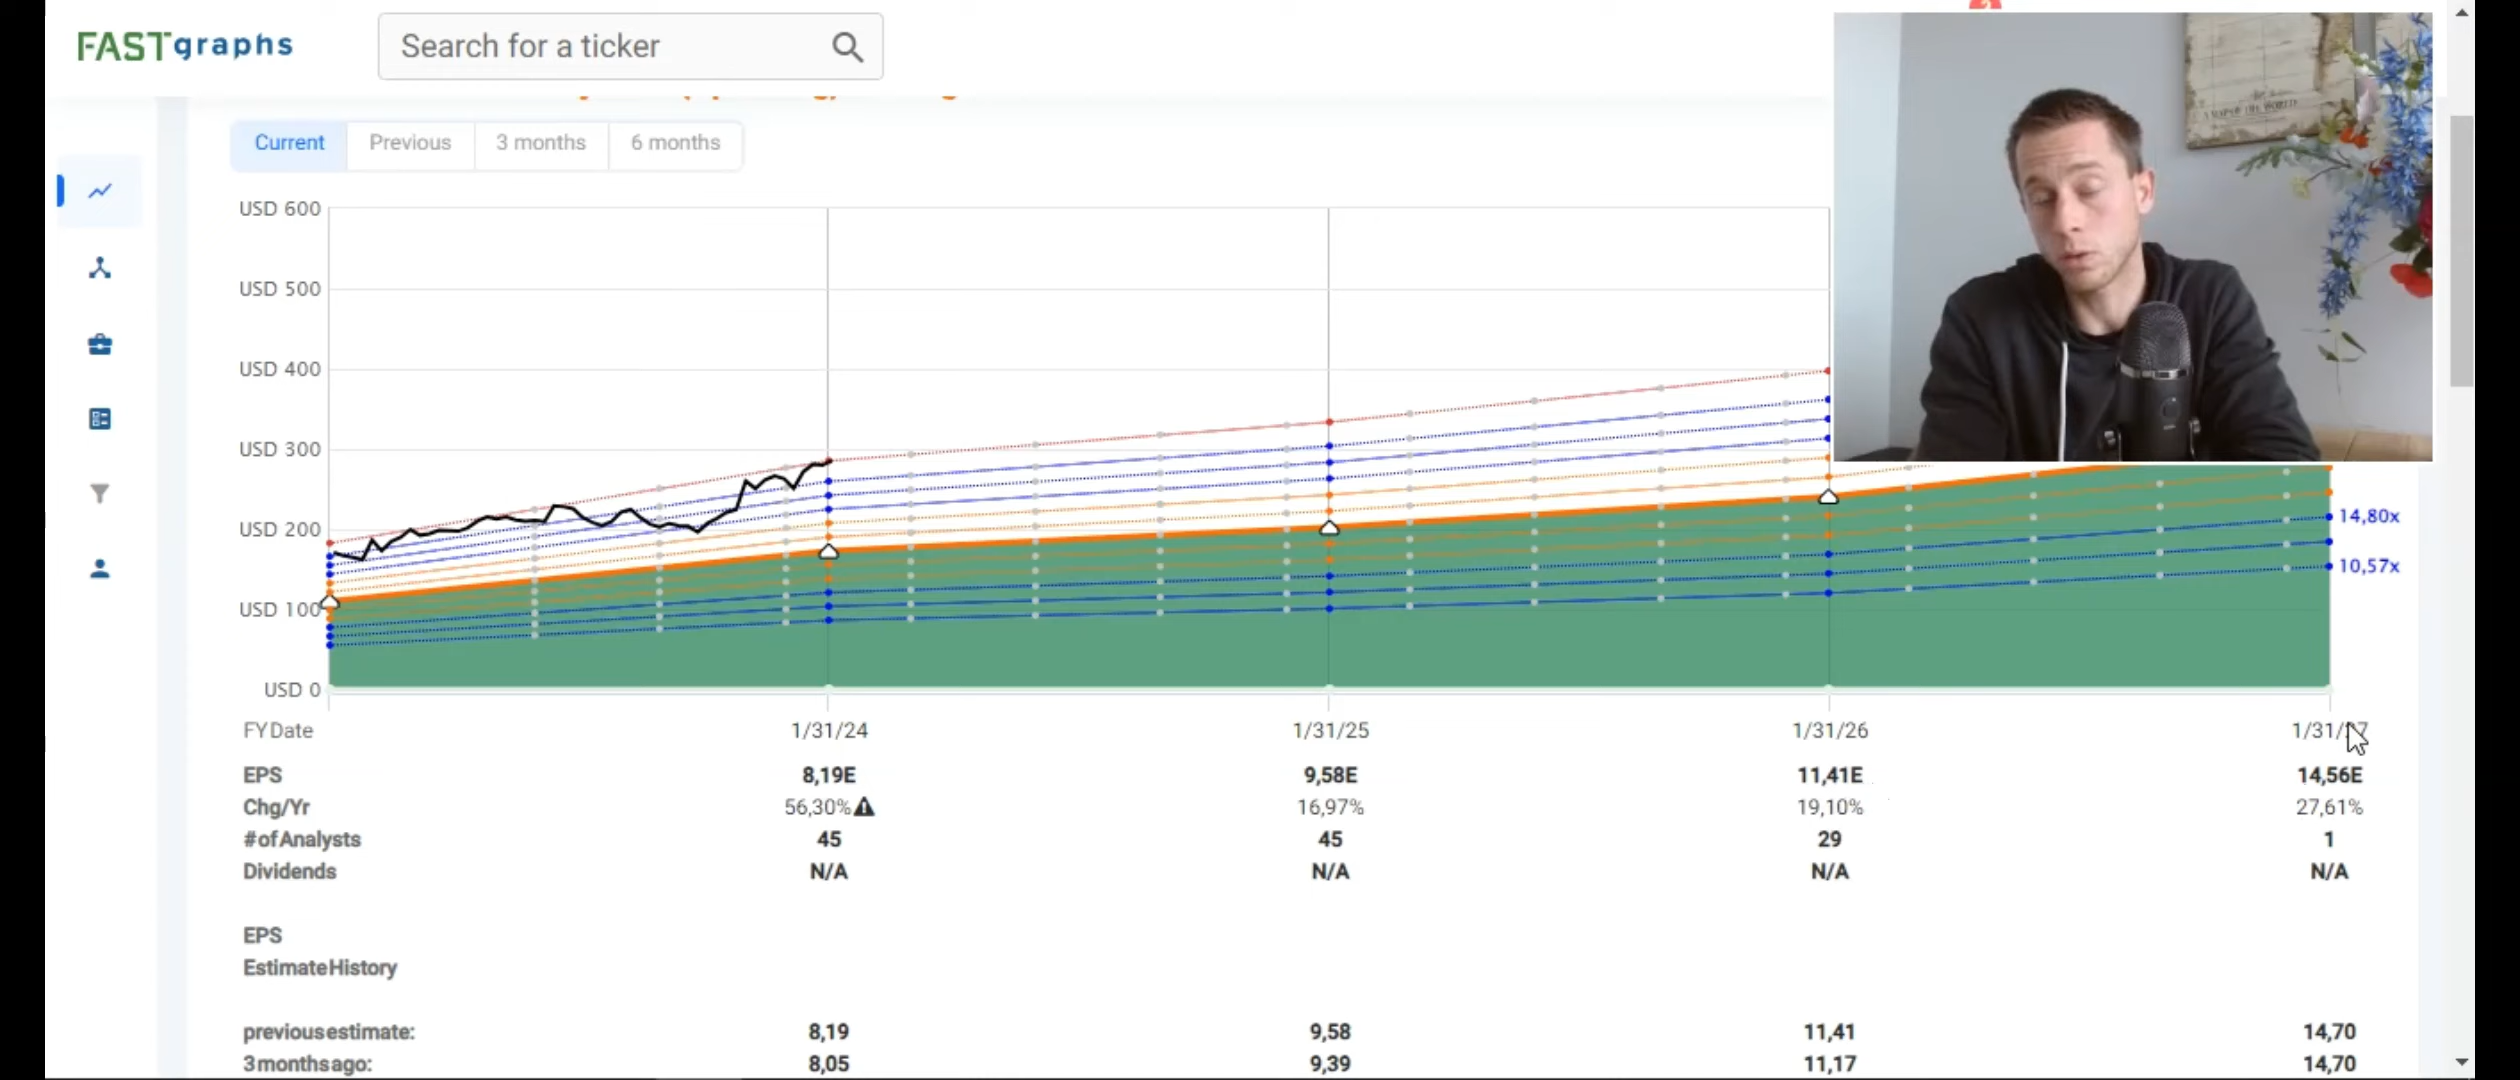 FASTgraphs
Search for a ticker
Current Previous 3 months 6 months
USD 600
USD 500
USD 400
USD 300
USD 200
USD 100
USD 0
14,80x
10,57x
FY Date 1/31/24 1/31/25 1/31/26
EPS 8,19E 9,58E 11,41E 14,56E
Chg/Yr 56,30% 16,97% 19,10% 27,61%
# of Analysts 45 45 29 1
Dividends N/A N/A N/A N/A
EPS
Estimate History
previous estimate: 8,19 9,58 11,41 14,70
3 months ago: 8,05 9,39 11,17 14,70